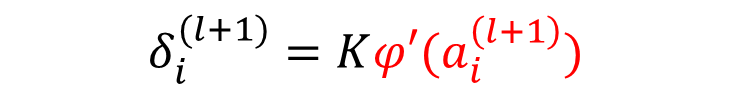 δ_i^(l+1) = Kφ′(a_i^(l+1))